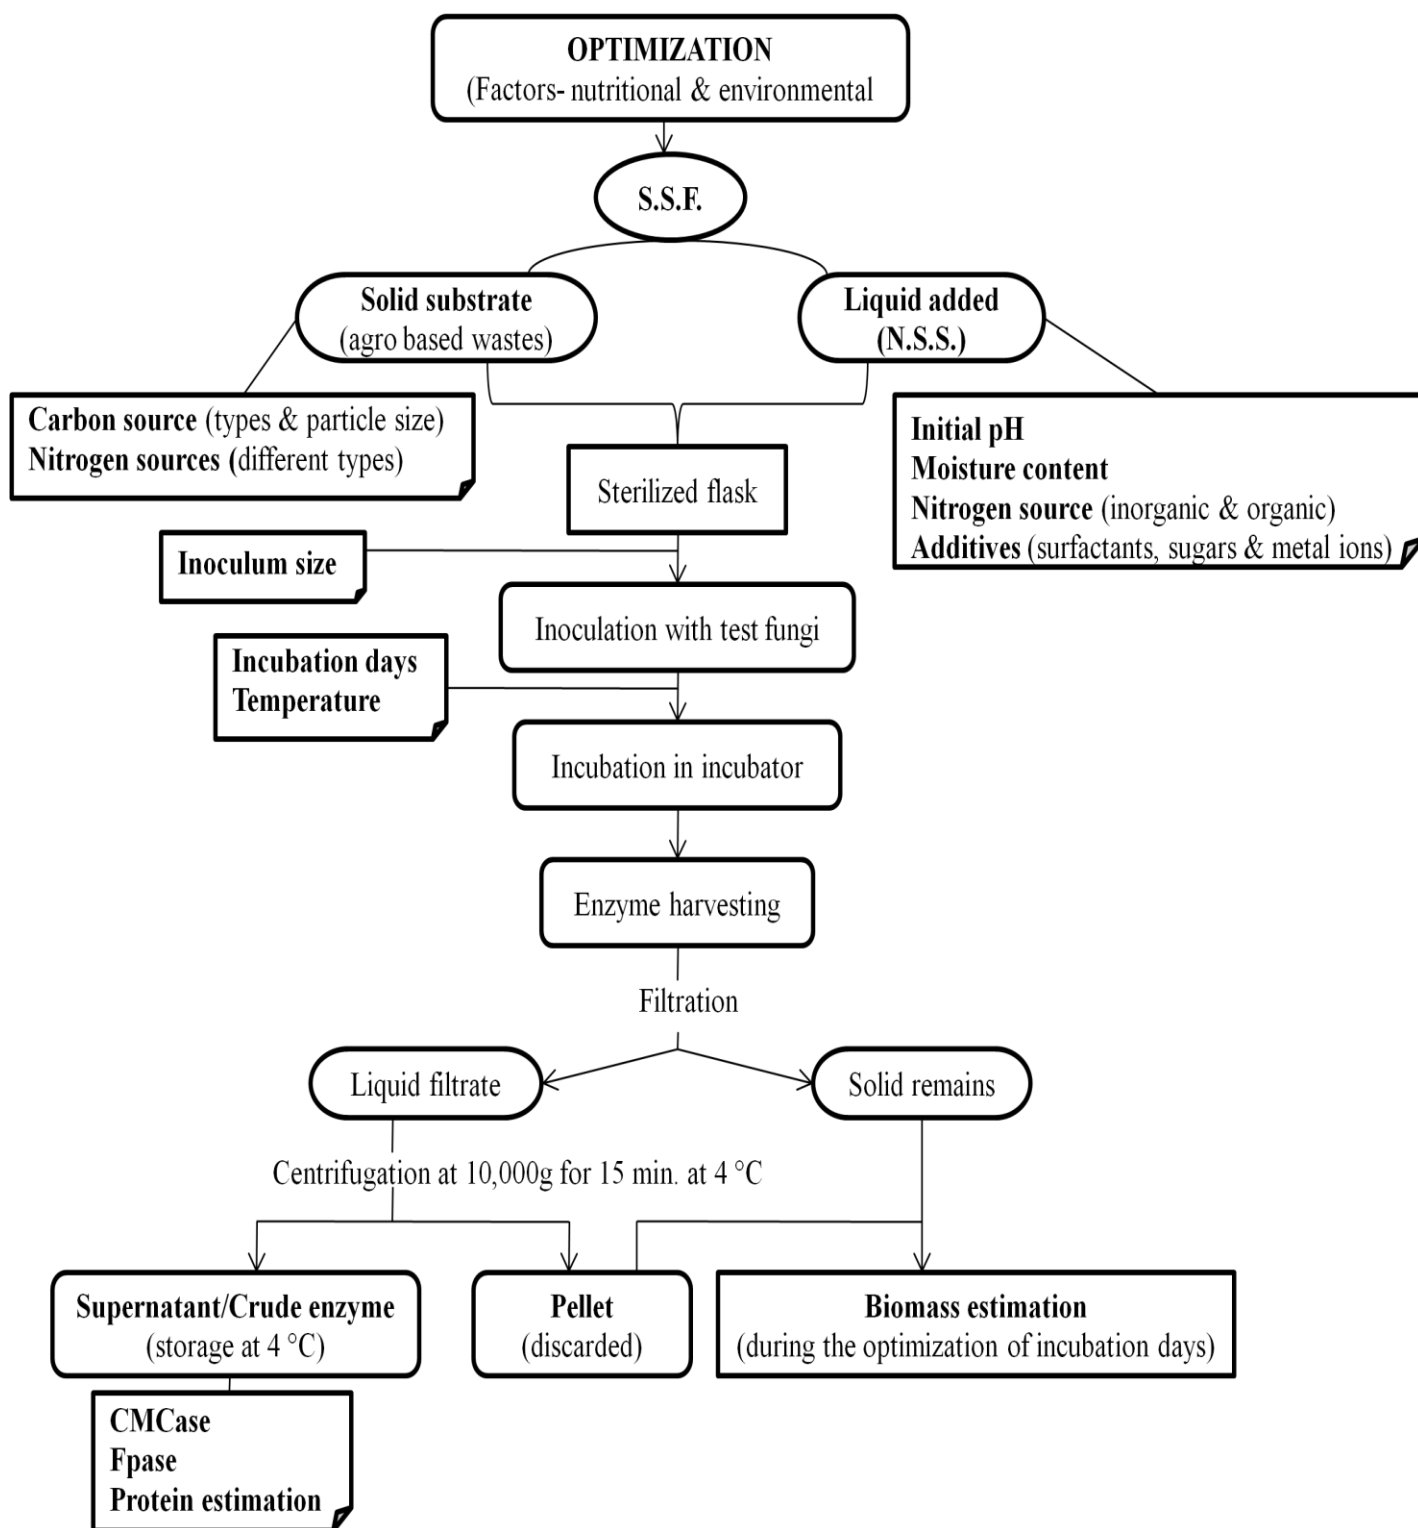 OPTIMIZATION
(Factors- nutritional & environmental
S.S.F.
Solid substrate
(agro based wastes)
Liquid added
(N.S.S.)
Carbon source (types & particle size)
Nitrogen sources (different types)
Initial pH
Moisture content
Nitrogen source (inorganic & organic)
Additives (surfactants, sugars & metal ions)
Sterilized flask
Inoculum size
Inoculation with test fungi
Incubation days
Temperature
Incubation in incubator
Enzyme harvesting
Filtration
Liquid filtrate
Solid remains
Centrifugation at 10,000g for 15 min. at 4 °C
Supernatant/Crude enzyme
(storage at 4 °C)
Pellet
(discarded)
Biomass estimation
(during the optimization of incubation days)
CMCase
Fpase
Protein estimation